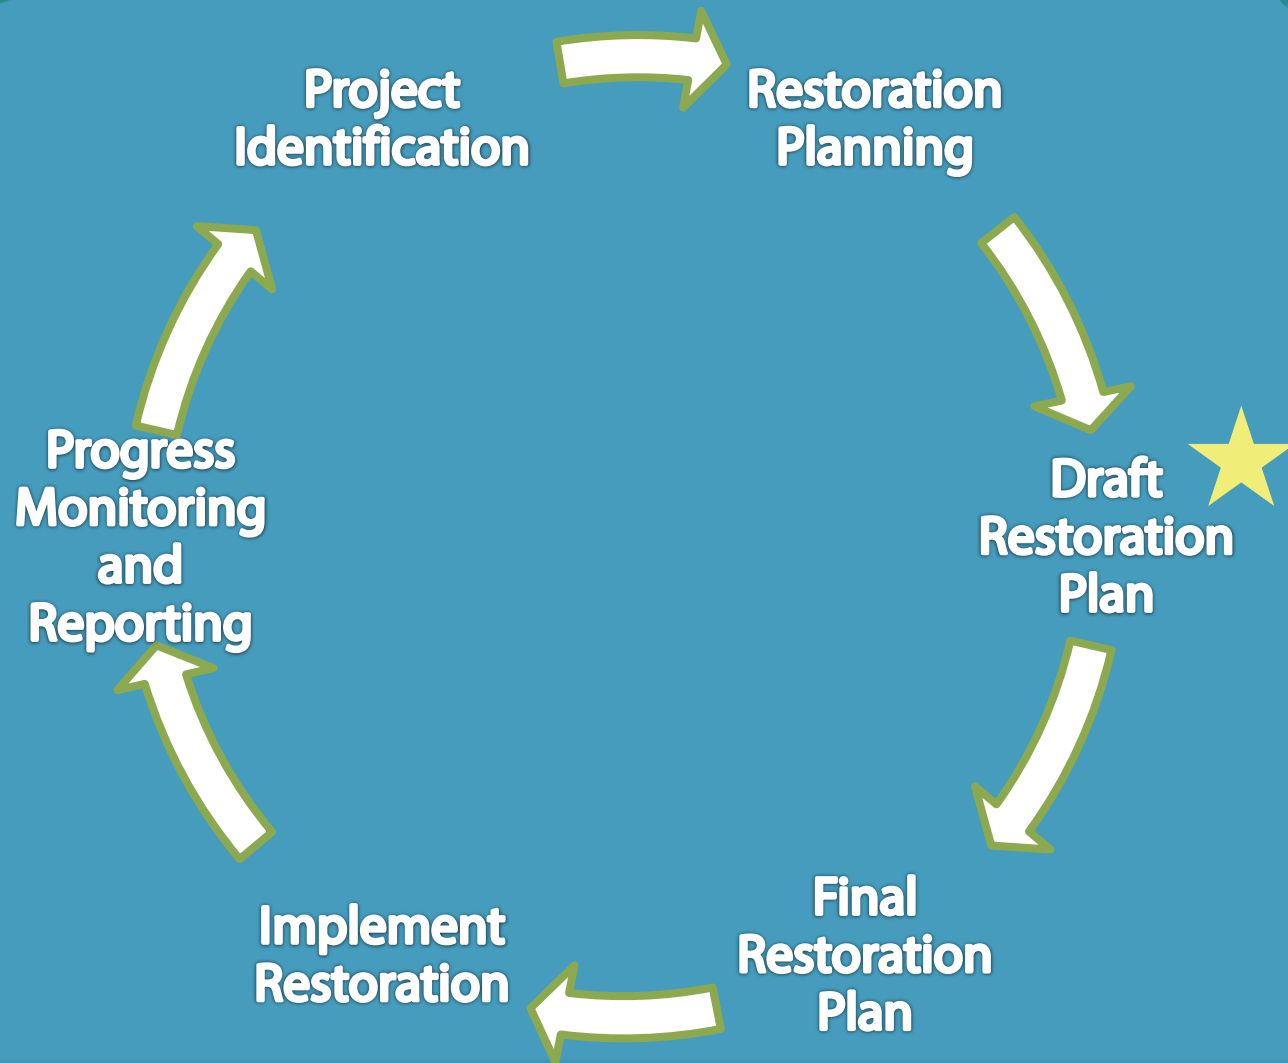 Project
Identification
Restoration
Planning
Draft
Restoration
Plan
Final
Restoration
Plan
Implement
Restoration
Progress
Monitoring
and
Reporting